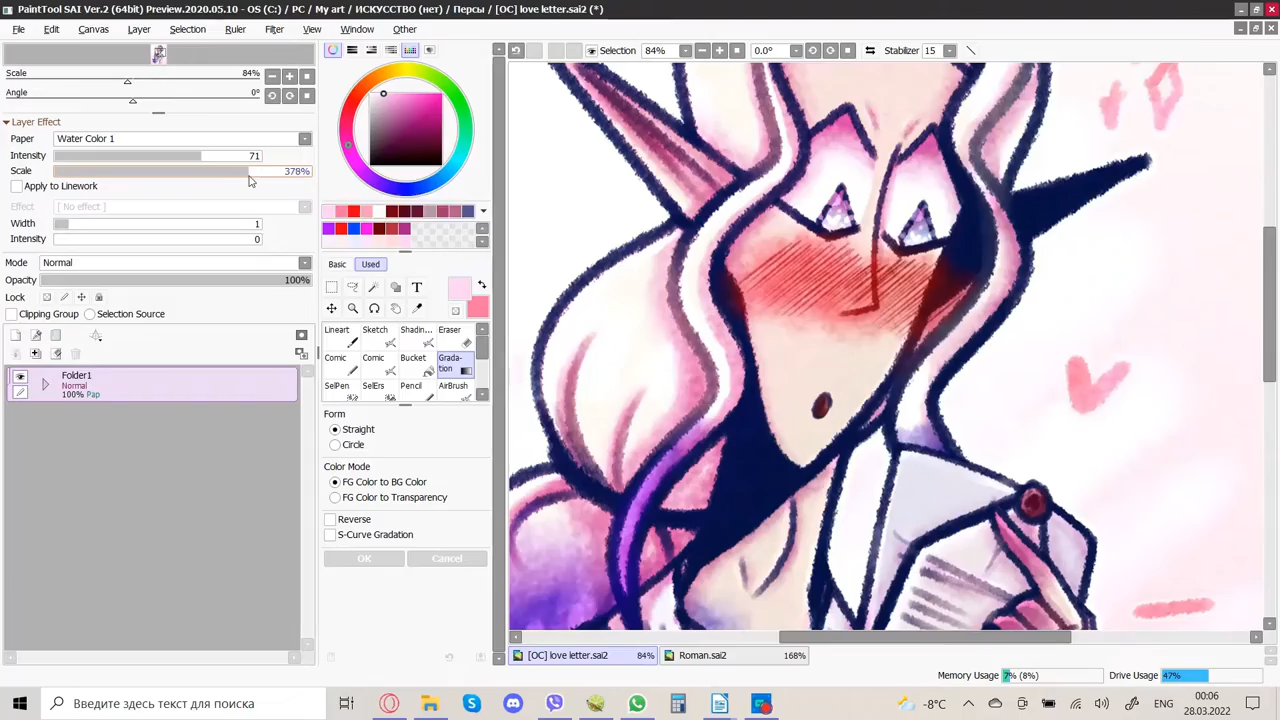 PaintTool SAI Ver.2 (64bit) Preview.2020.05.10 - OS (C:) / PC / My art / ИСКУССТВО (нет) / Персы / [OC] love letter.sai2 (*)
File Edit Canvas Layer Selection Ruler Filter View Window Other
Selection 84% 0.0° Stabilizer 15
Scale 84%
Angle 0°
Layer Effect
Paper Water Color 1
Intensity 71
Scale 378%
Apply to Linework
Effect [ No effect ]
Width 1
Intensity 0
Mode Normal
Opacity 100%
Lock
Clipping Group Selection Source
Folder1
Normal
100% Pap
Basic Used
T
Lineart Sketch Shadin... Eraser
Comic Comic Bucket Grada-
tion
SelPen SelErs Pencil AirBrush
Form
Straight
Circle
Color Mode
FG Color to BG Color
FG Color to Transparency
Reverse
S-Curve Gradation
OK Cancel
[OC] love letter.sai2 84% Roman.sai2 168%
Memory Usage 7% (8%) Drive Usage 47%
Введите здесь текст для поиска
-8°C ENG 00:06
28.03.2022